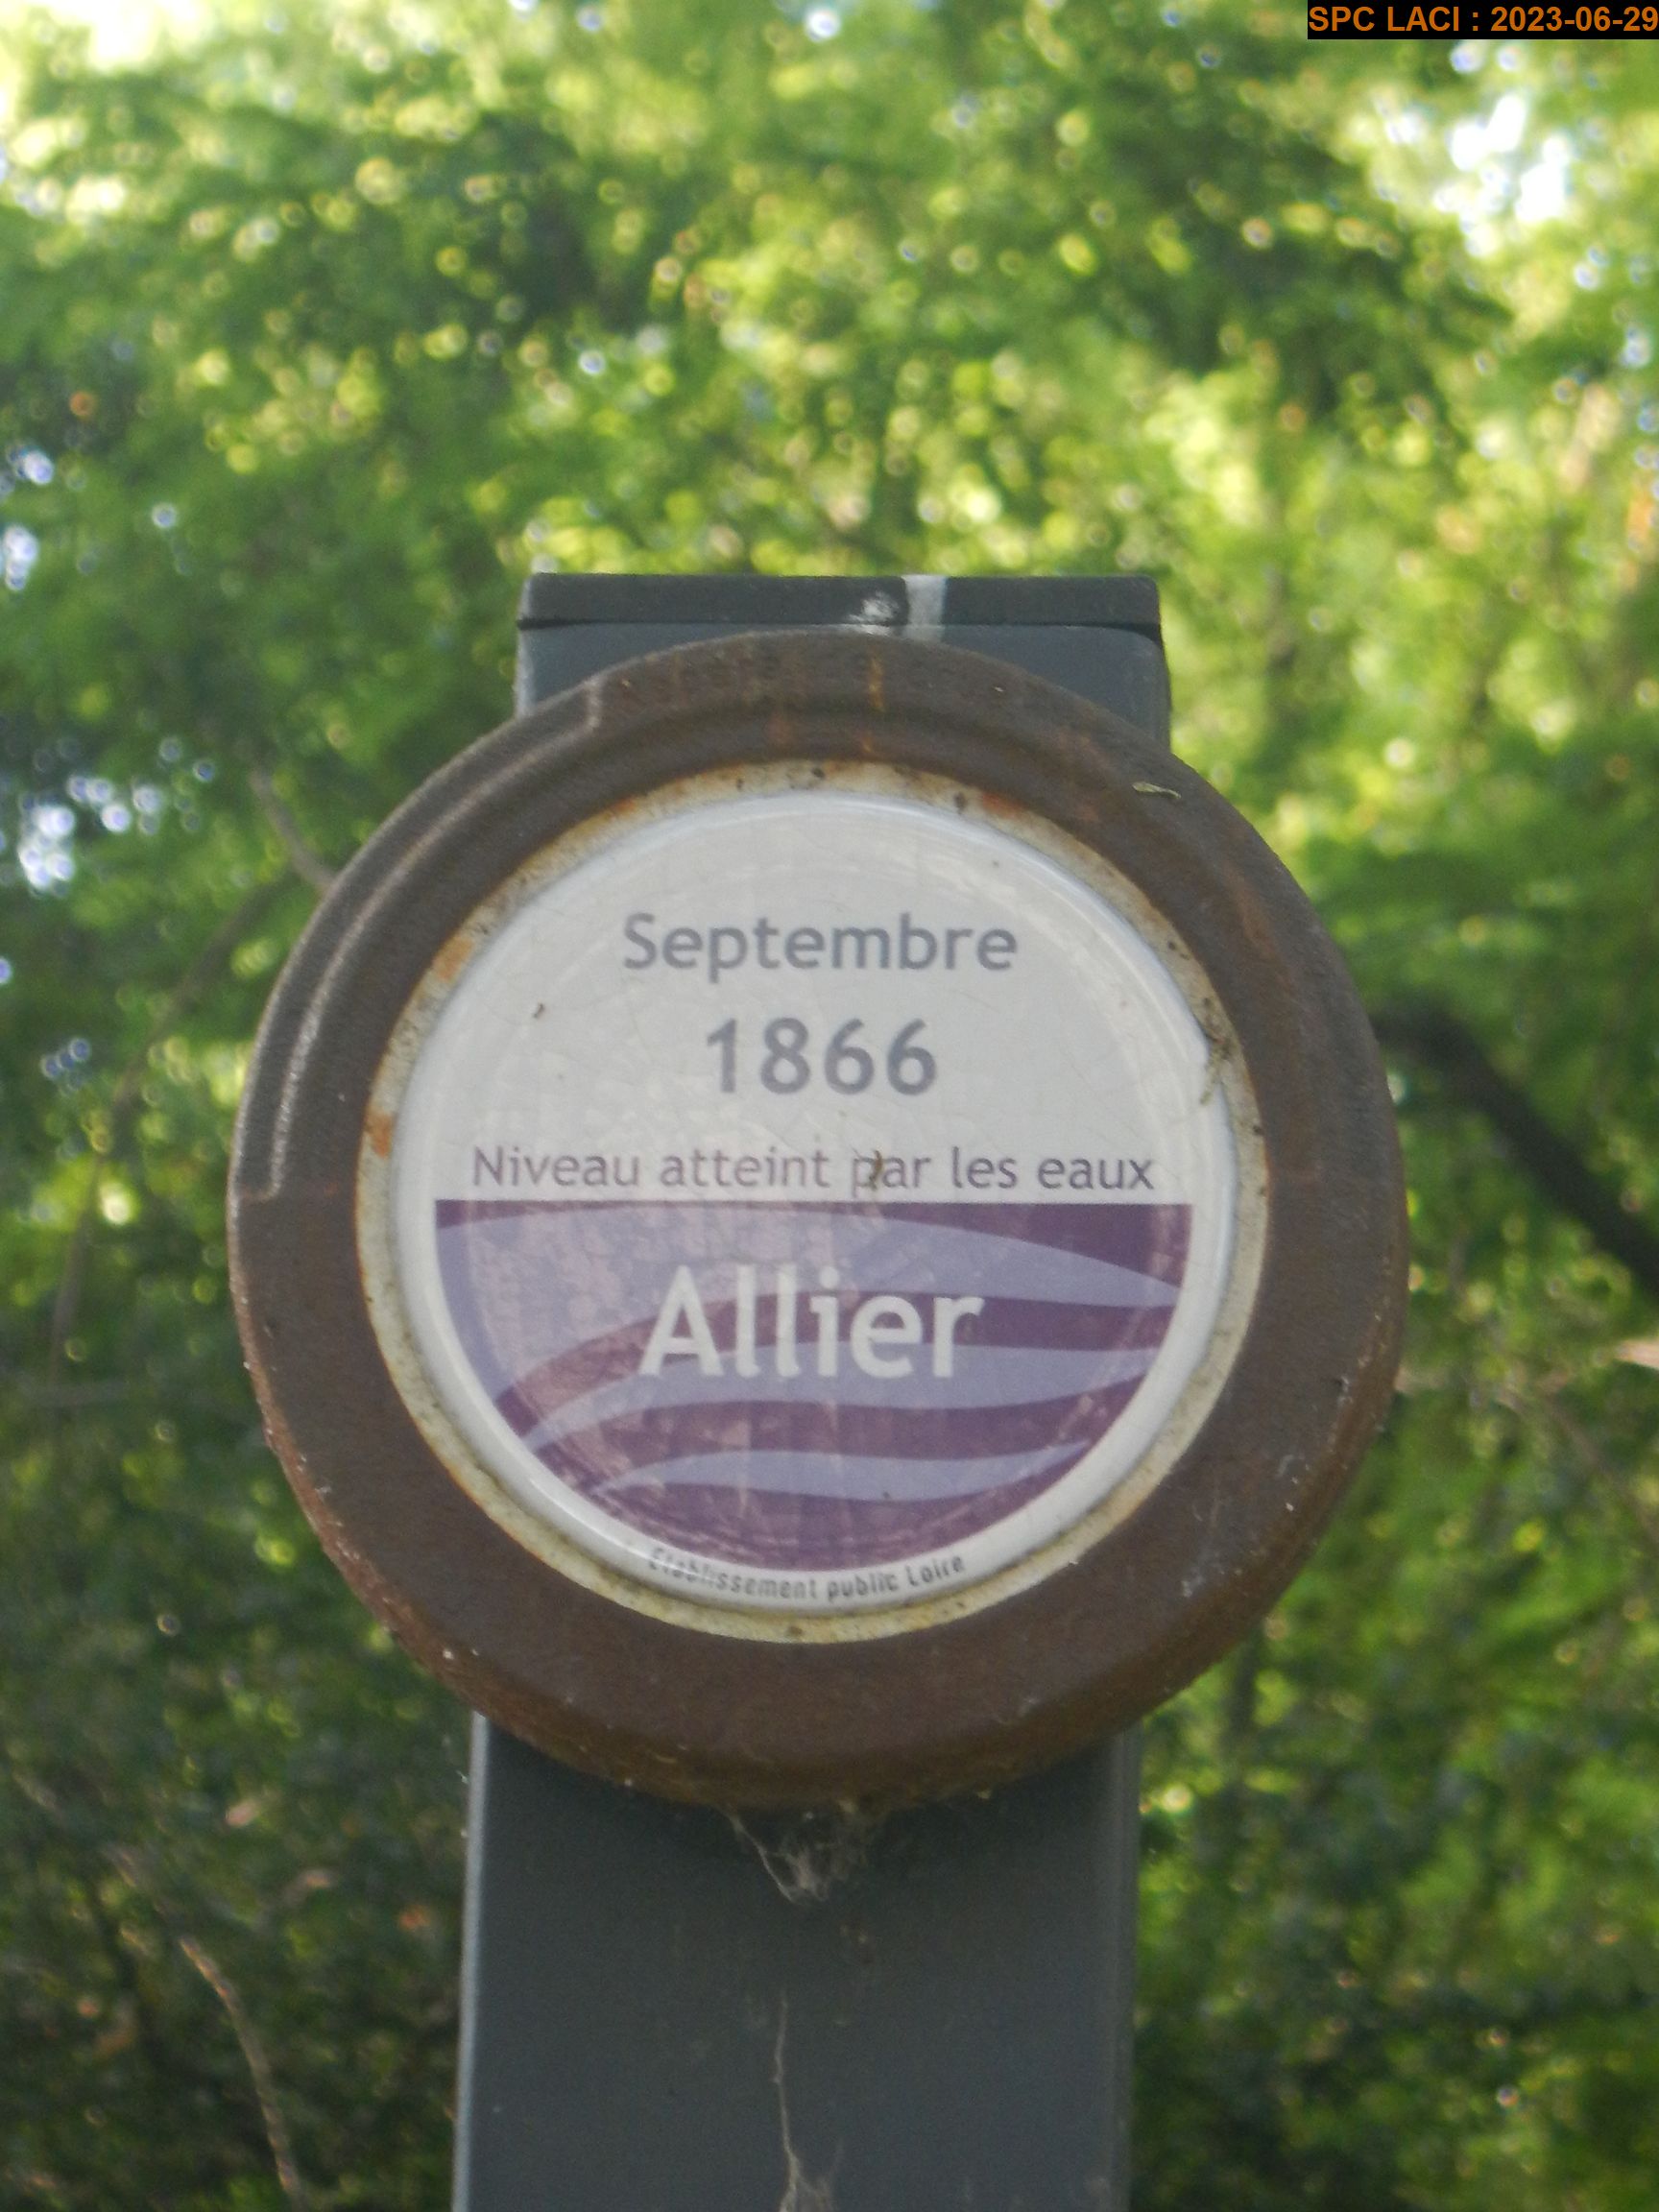 SPC LACI : 2023-06-29
Septembre
1866
Niveau atteint par les eaux
Allier
Etablissement public Loire